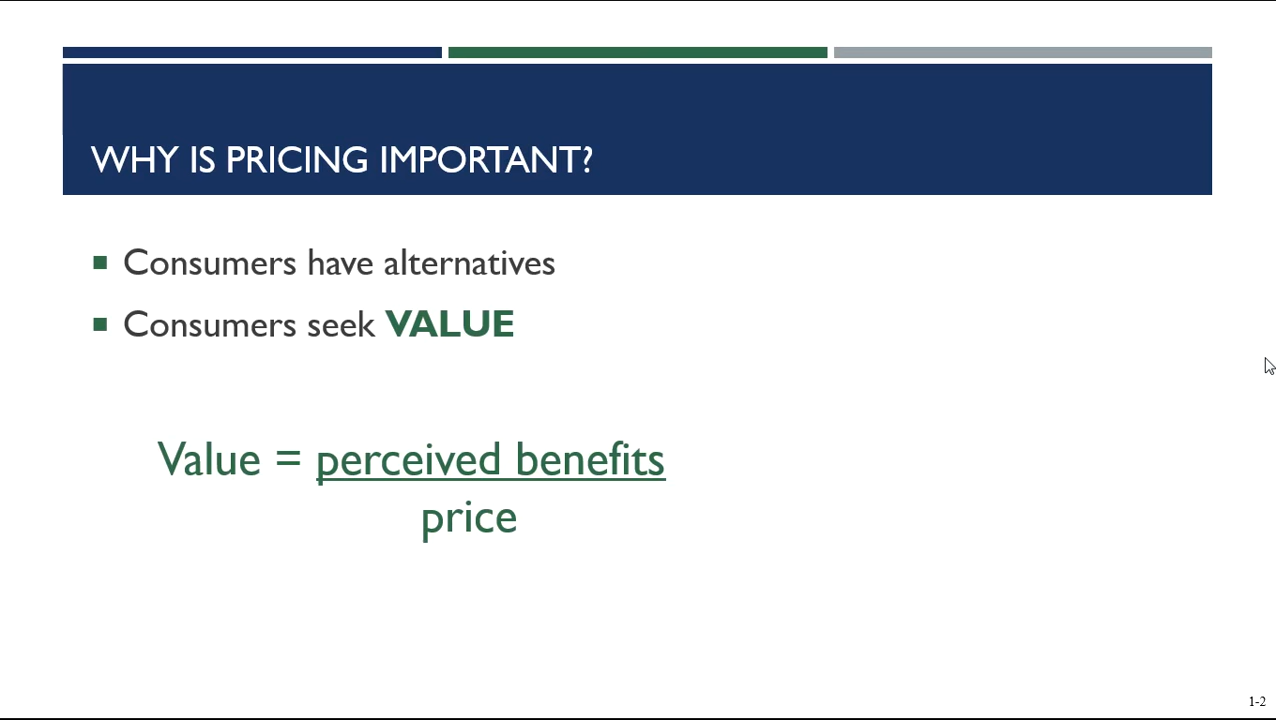 WHY IS PRICING IMPORTANT?
Consumers have alternatives
Consumers seek VALUE
Value = perceived benefits
price
1-2